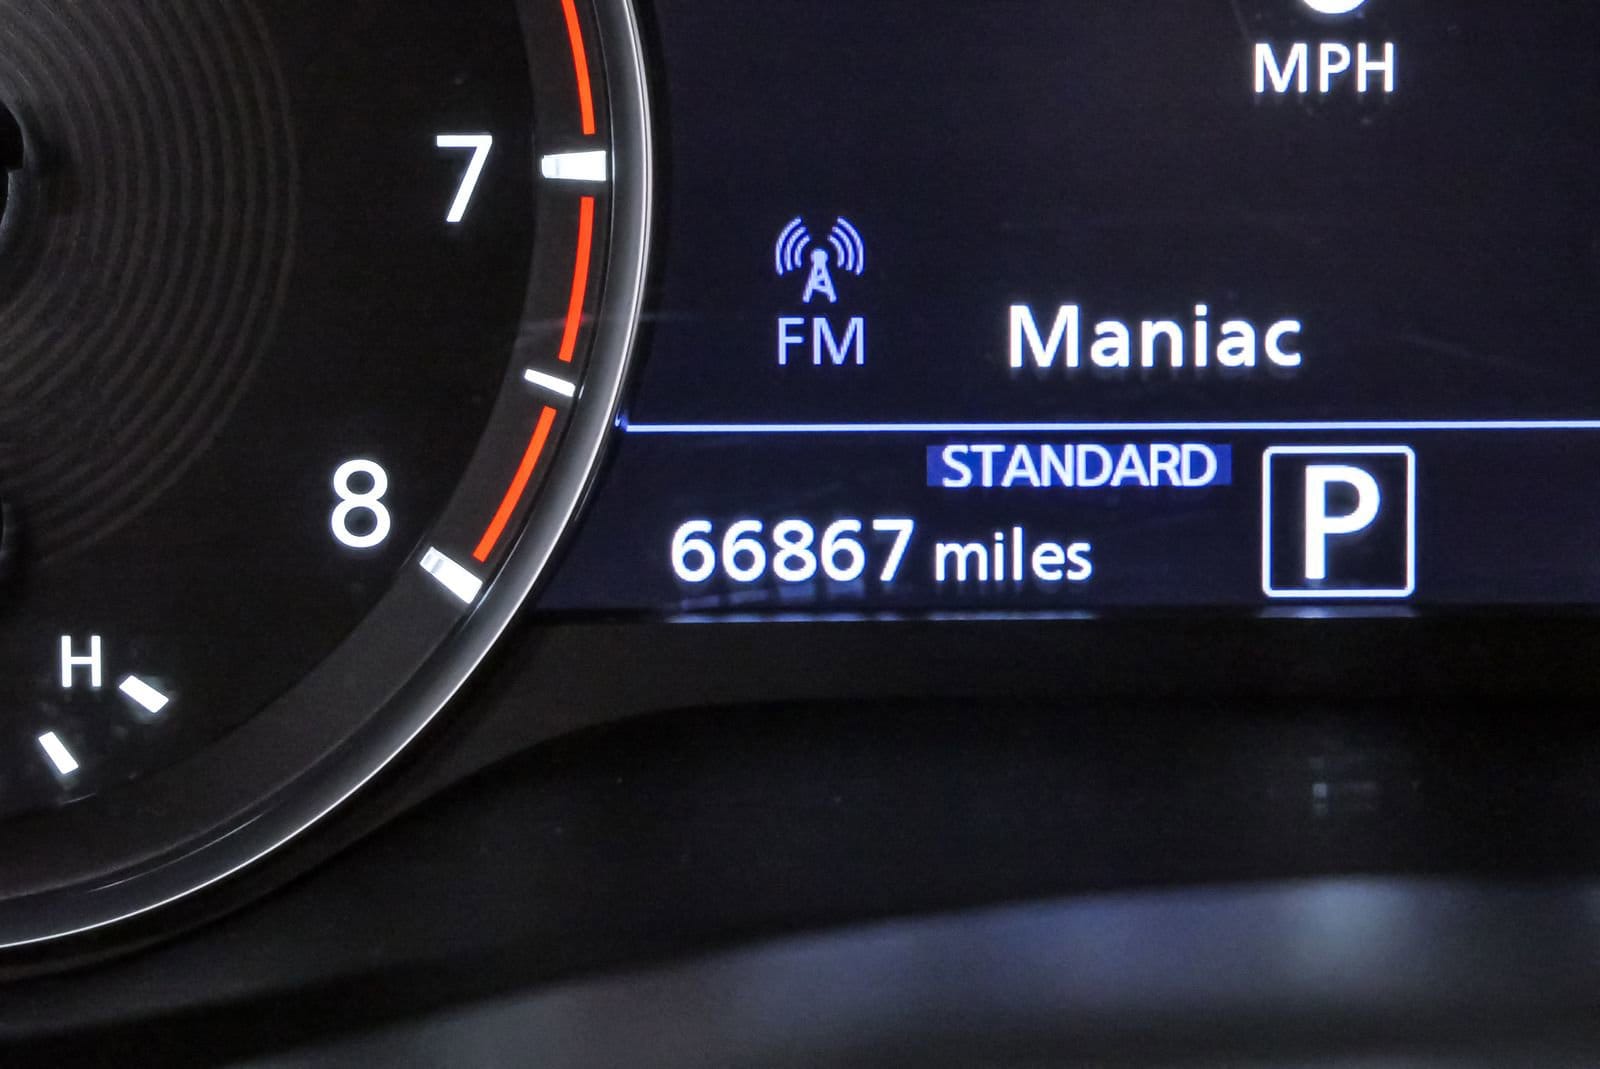 MPH
7
FM
Maniac
STANDARD
P
8
66867 miles
H